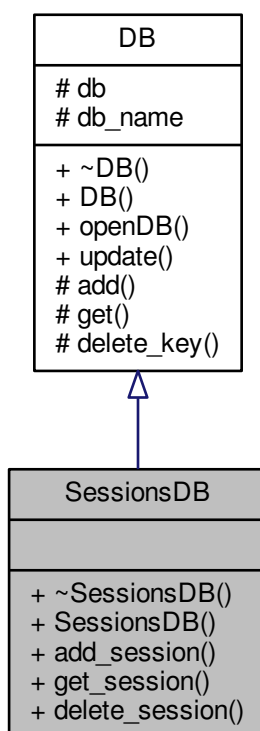 DB
# db
# db_name
+ ~DB()
+ DB()
+ openDB()
+ update()
# add()
# get()
# delete_key()
SessionsDB
+ ~SessionsDB()
+ SessionsDB()
+ add_session()
+ get_session()
+ delete_session()